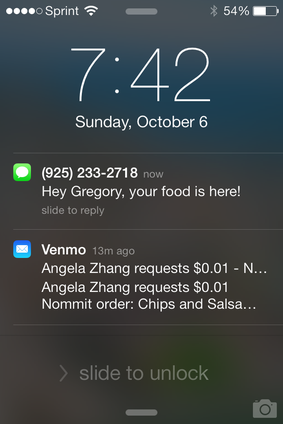 Sprint 54%
7:42
Sunday, October 6
(925) 233-2718 now
Hey Gregory, your food is here!
slide to reply
Venmo 13m ago
Angela Zhang requests $0.01 - N…
Angela Zhang requests $0.01
Nommit order: Chips and Salsa…
slide to unlock